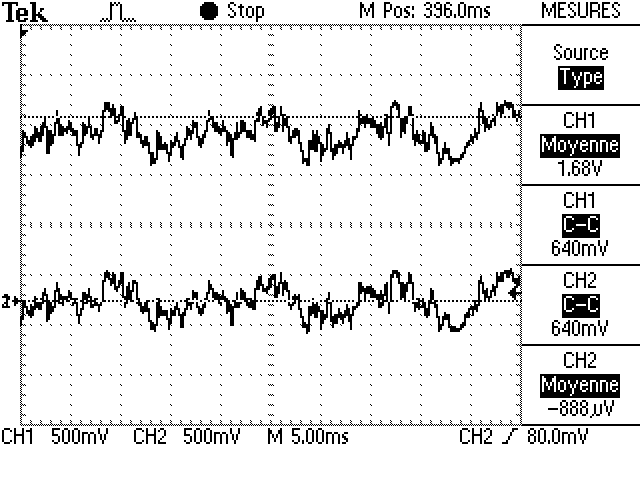 Tek Stop M Pos: 396.0ms MESURES
Source
Type
CH1
Moyenne
1.68V
CH1
C-C
640mV
CH2
C-C
640mV
CH2
Moyenne
-888µV
2
CH1 500mV CH2 500mV M 5.00ms CH2 80.0mV